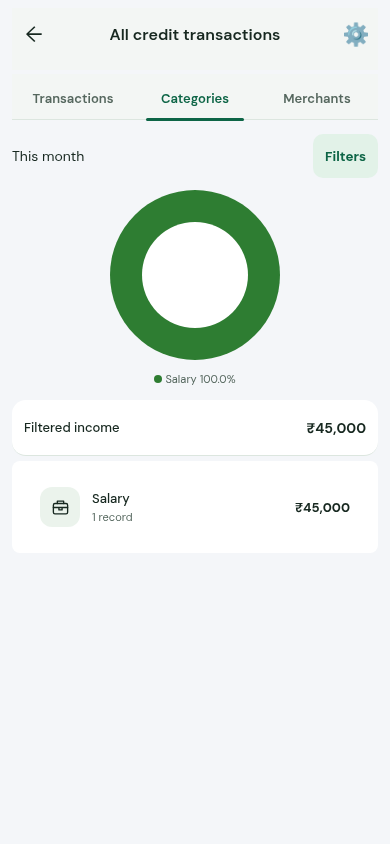 All credit transactions
Transactions Categories Merchants
This month Filters
Salary 100.0%
Filtered income ₹45,000
Salary
1 record
₹45,000